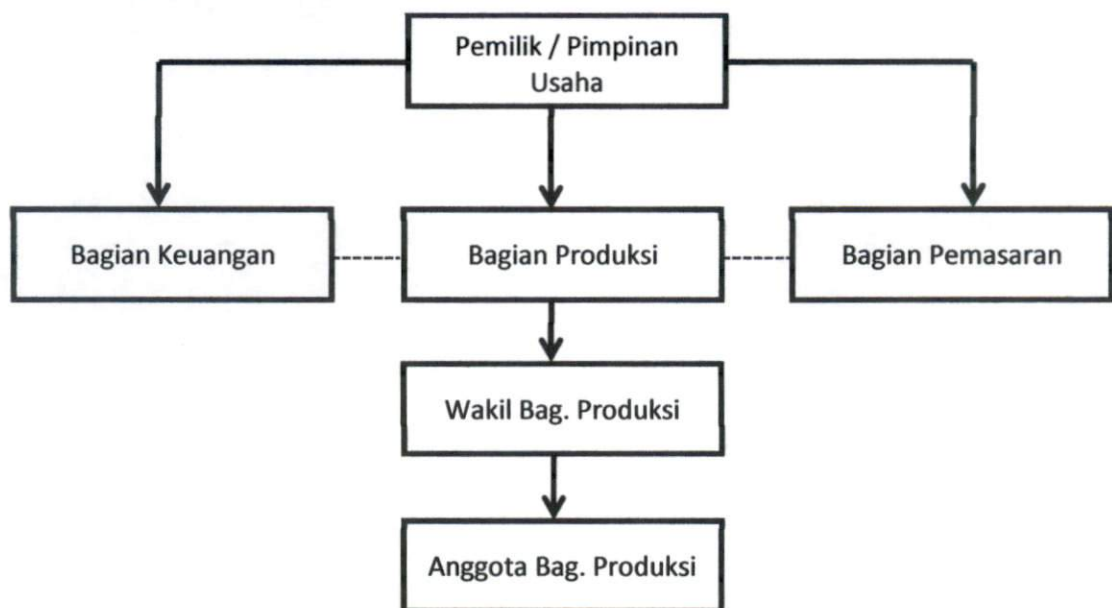 Pemilik / Pimpinan
Usaha
Bagian Keuangan
Bagian Produksi
Bagian Pemasaran
Wakil Bag. Produksi
Anggota Bag. Produksi